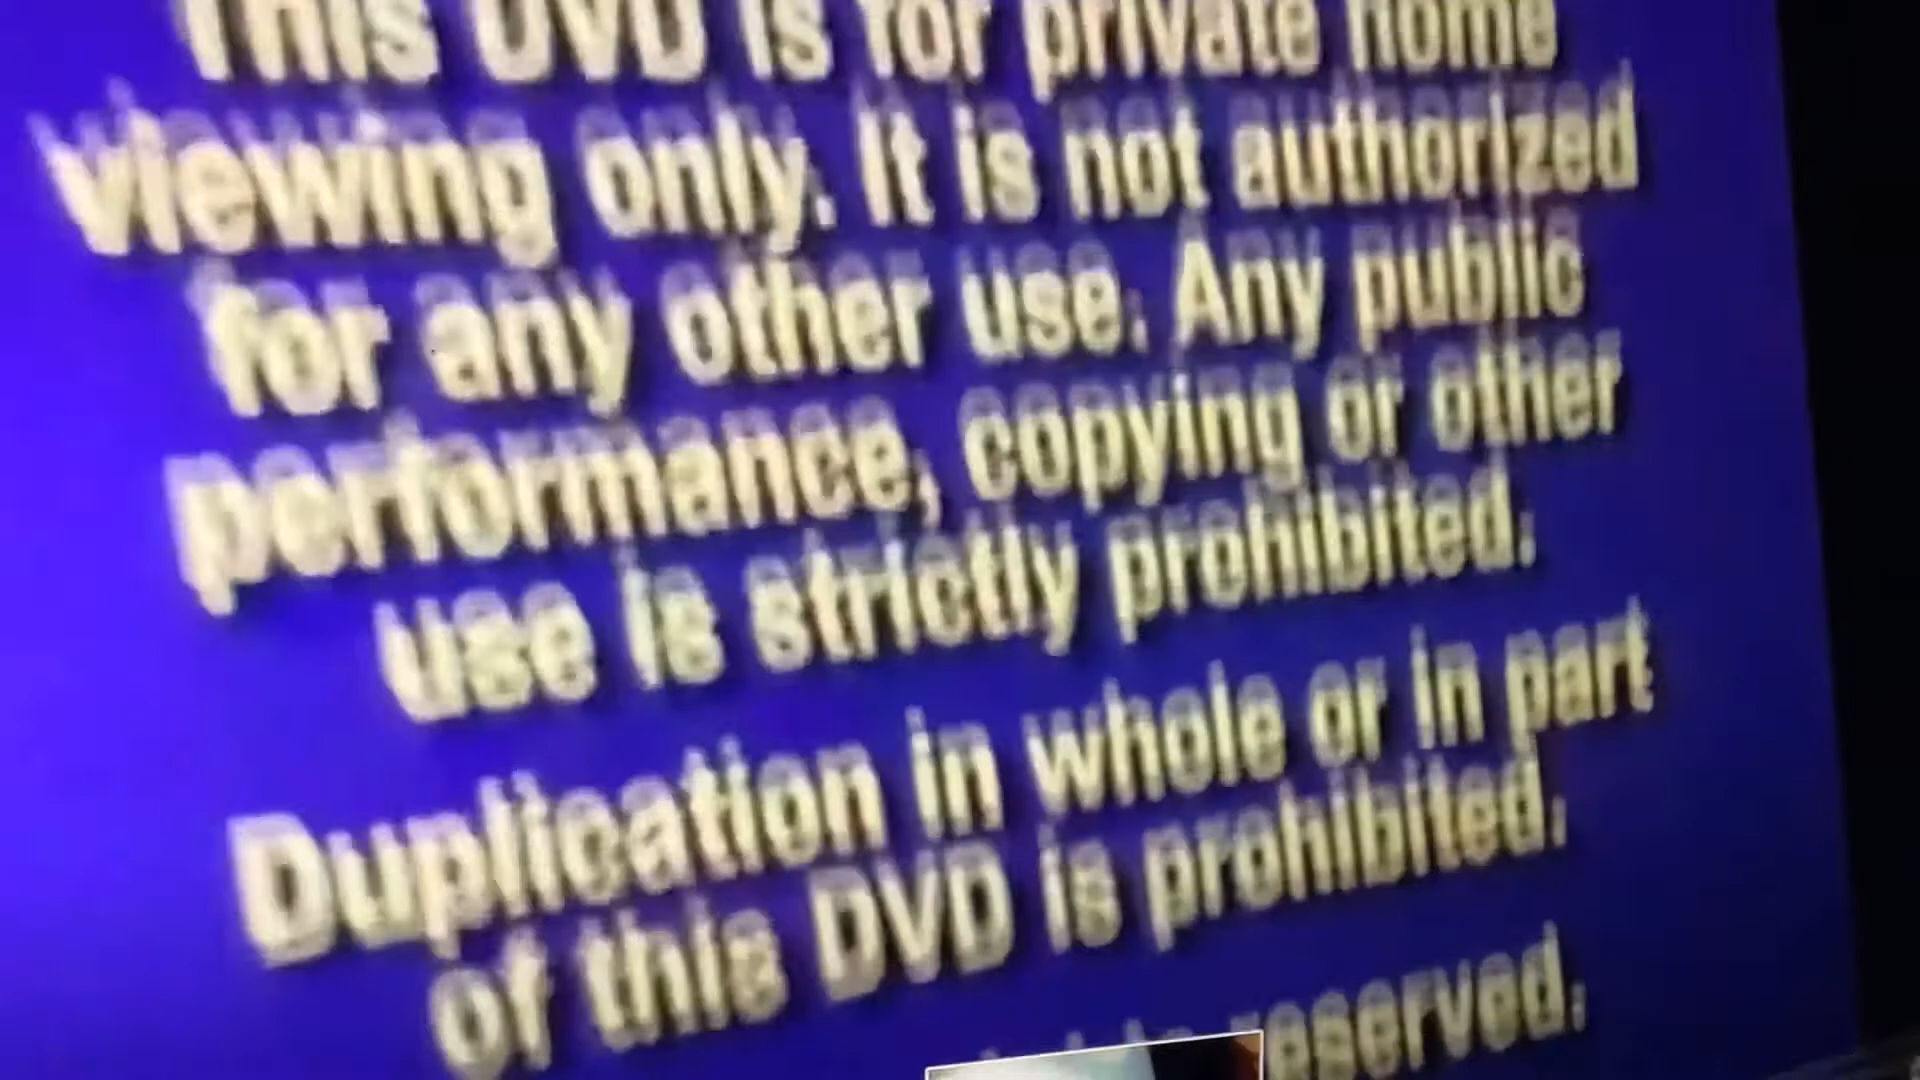 This DVD is for private home
viewing only. It is not authorized
for any other use. Any public
performance, copying or other
use is strictly prohibited.
Duplication in whole or in part
of this DVD is prohibited.
reserved.